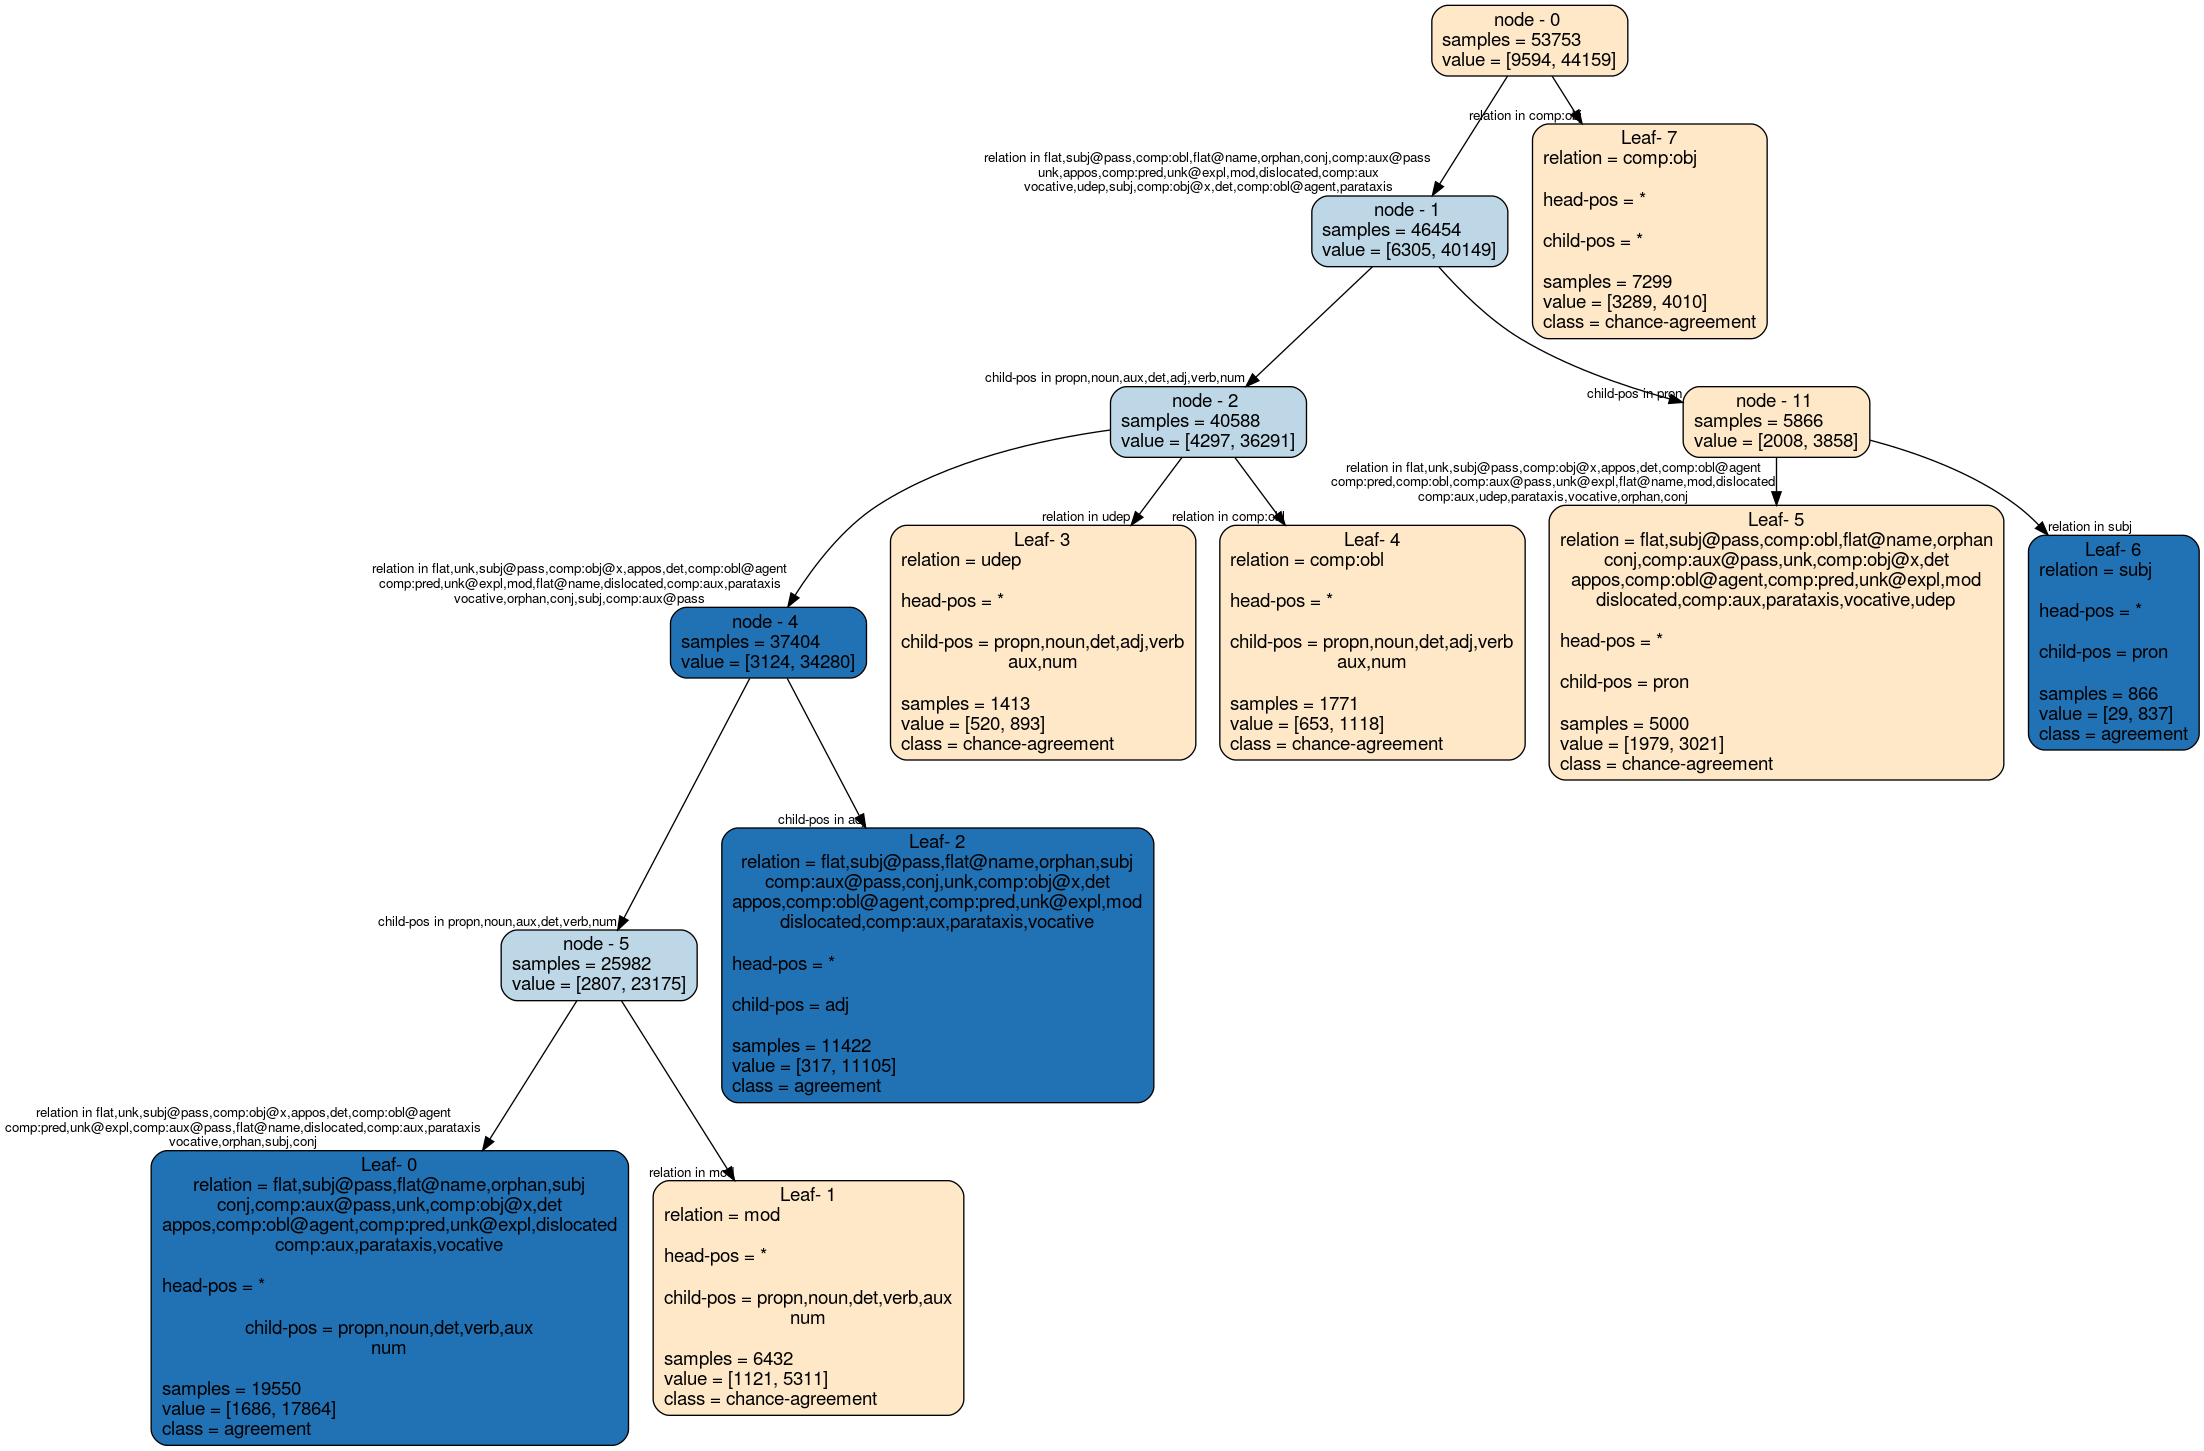 node - 0
samples = 53753
value = [9594, 44159]
relation in comp:obj
Leaf- 7
relation = comp:obj
head-pos = *
child-pos = *
samples = 7299
value = [3289, 4010]
class = chance-agreement
relation in flat,subj@pass,comp:obl,flat@name,orphan,conj,comp:aux@pass
unk,appos,comp:pred,unk@expl,mod,dislocated,comp:aux
vocative,udep,subj,comp:obj@x,det,comp:obl@agent,parataxis
node - 1
samples = 46454
value = [6305, 40149]
child-pos in propn,noun,aux,det,adj,verb,num
node - 2
samples = 40588
value = [4297, 36291]
child-pos in pron
node - 11
samples = 5866
value = [2008, 3858]
relation in flat,unk,subj@pass,comp:obj@x,appos,det,comp:obl@agent
comp:pred,unk@expl,mod,flat@name,dislocated,comp:aux,parataxis
vocative,orphan,conj,subj,comp:aux@pass
node - 4
samples = 37404
value = [3124, 34280]
relation in udep
Leaf- 3
relation = udep
head-pos = *
child-pos = propn,noun,det,adj,verb
aux,num
samples = 1413
value = [520, 893]
class = chance-agreement
relation in comp:obl
Leaf- 4
relation = comp:obl
head-pos = *
child-pos = propn,noun,det,adj,verb
aux,num
samples = 1771
value = [653, 1118]
class = chance-agreement
relation in flat,unk,subj@pass,comp:obj@x,appos,det,comp:obl@agent
comp:pred,comp:obl,comp:aux@pass,unk@expl,flat@name,mod,dislocated
comp:aux,udep,parataxis,vocative,orphan,conj
Leaf- 5
relation = flat,subj@pass,comp:obl,flat@name,orphan
conj,comp:aux@pass,unk,comp:obj@x,det
appos,comp:obl@agent,comp:pred,unk@expl,mod
dislocated,comp:aux,parataxis,vocative,udep
head-pos = *
child-pos = pron
samples = 5000
value = [1979, 3021]
class = chance-agreement
relation in subj
Leaf- 6
relation = subj
head-pos = *
child-pos = pron
samples = 866
value = [29, 837]
class = agreement
child-pos in propn,noun,aux,det,verb,num
node - 5
samples = 25982
value = [2807, 23175]
child-pos in adj
Leaf- 2
relation = flat,subj@pass,flat@name,orphan,subj
comp:aux@pass,conj,unk,comp:obj@x,det
appos,comp:obl@agent,comp:pred,unk@expl,mod
dislocated,comp:aux,parataxis,vocative
head-pos = *
child-pos = adj
samples = 11422
value = [317, 11105]
class = agreement
relation in flat,unk,subj@pass,comp:obj@x,appos,det,comp:obl@agent
comp:pred,unk@expl,comp:aux@pass,flat@name,dislocated,comp:aux,parataxis
vocative,orphan,subj,conj
Leaf- 0
relation = flat,subj@pass,flat@name,orphan,subj
conj,comp:aux@pass,unk,comp:obj@x,det
appos,comp:obl@agent,comp:pred,unk@expl,dislocated
comp:aux,parataxis,vocative
head-pos = *
child-pos = propn,noun,det,verb,aux
num
samples = 19550
value = [1686, 17864]
class = agreement
relation in mod
Leaf- 1
relation = mod
head-pos = *
child-pos = propn,noun,det,verb,aux
num
samples = 6432
value = [1121, 5311]
class = chance-agreement